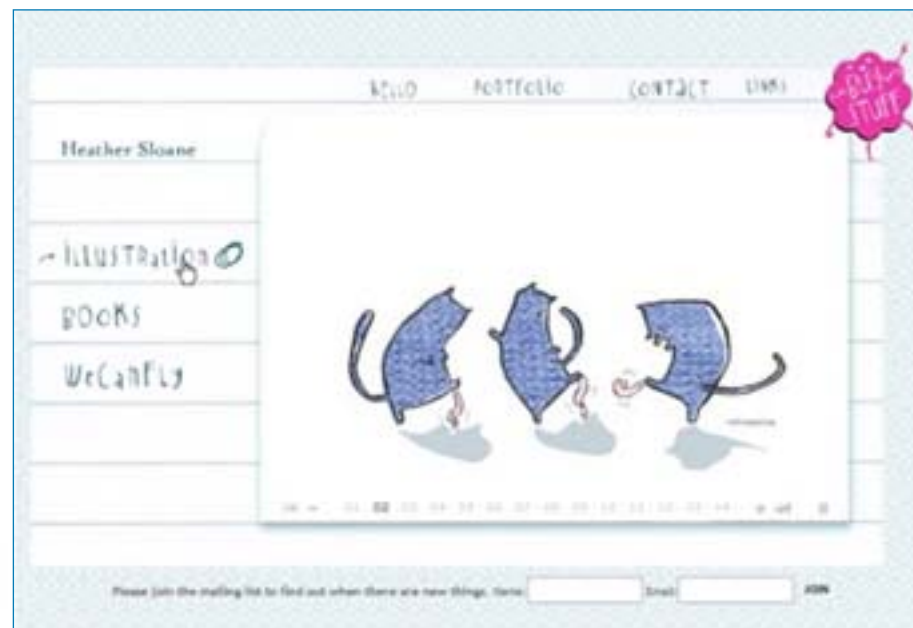 HELLO PORTFOLIO CONTACT LINKS
BUY
STUFF
Heather Sloane
ILLUSTRATION
BOOKS
WeCanFLy
02
Please join the mailing list to find out when there are new things. Name: Email: JOIN